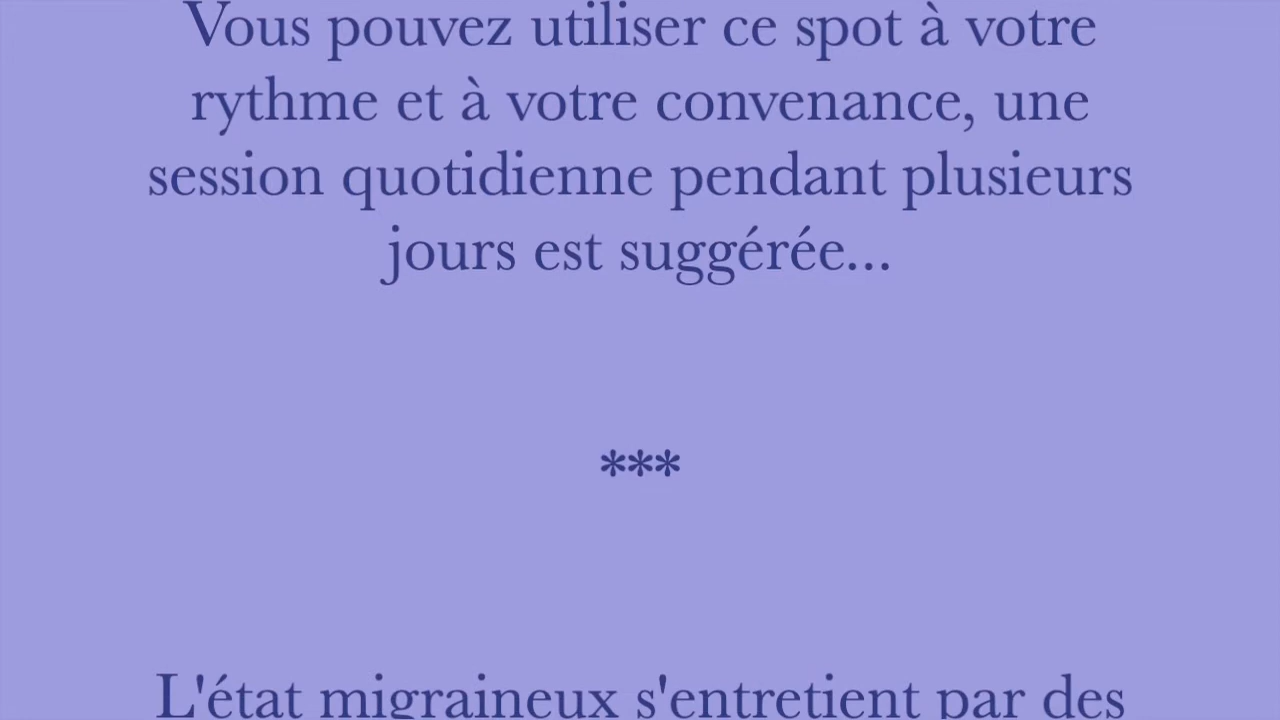 Vous pouvez utiliser ce spot à votre
rythme et à votre convenance, une
session quotidienne pendant plusieurs
jours est suggérée...
***
L'état migraineux s'entretient par des